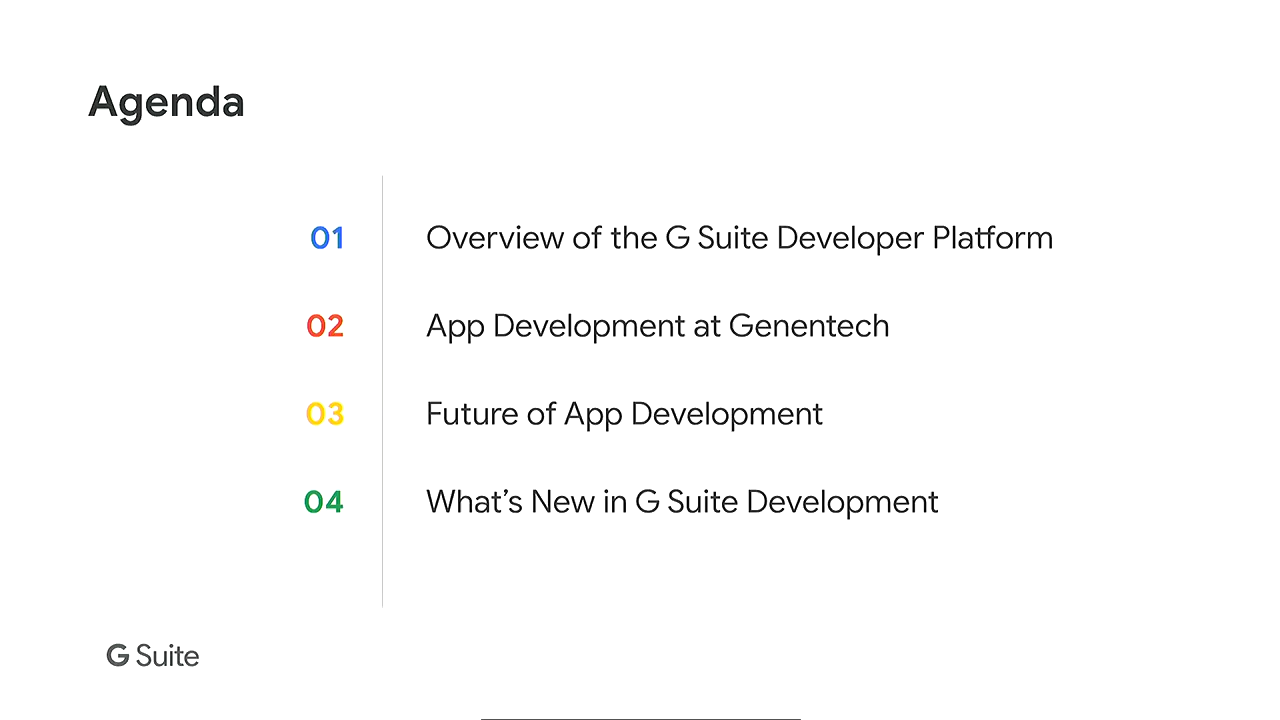 Agenda
01 Overview of the G Suite Developer Platform
02 App Development at Genentech
03 Future of App Development
04 What’s New in G Suite Development
G Suite